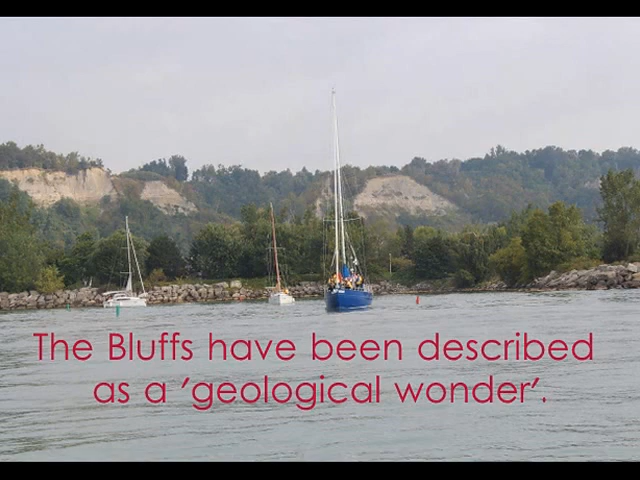 The Bluffs have been described
as a 'geological wonder'.